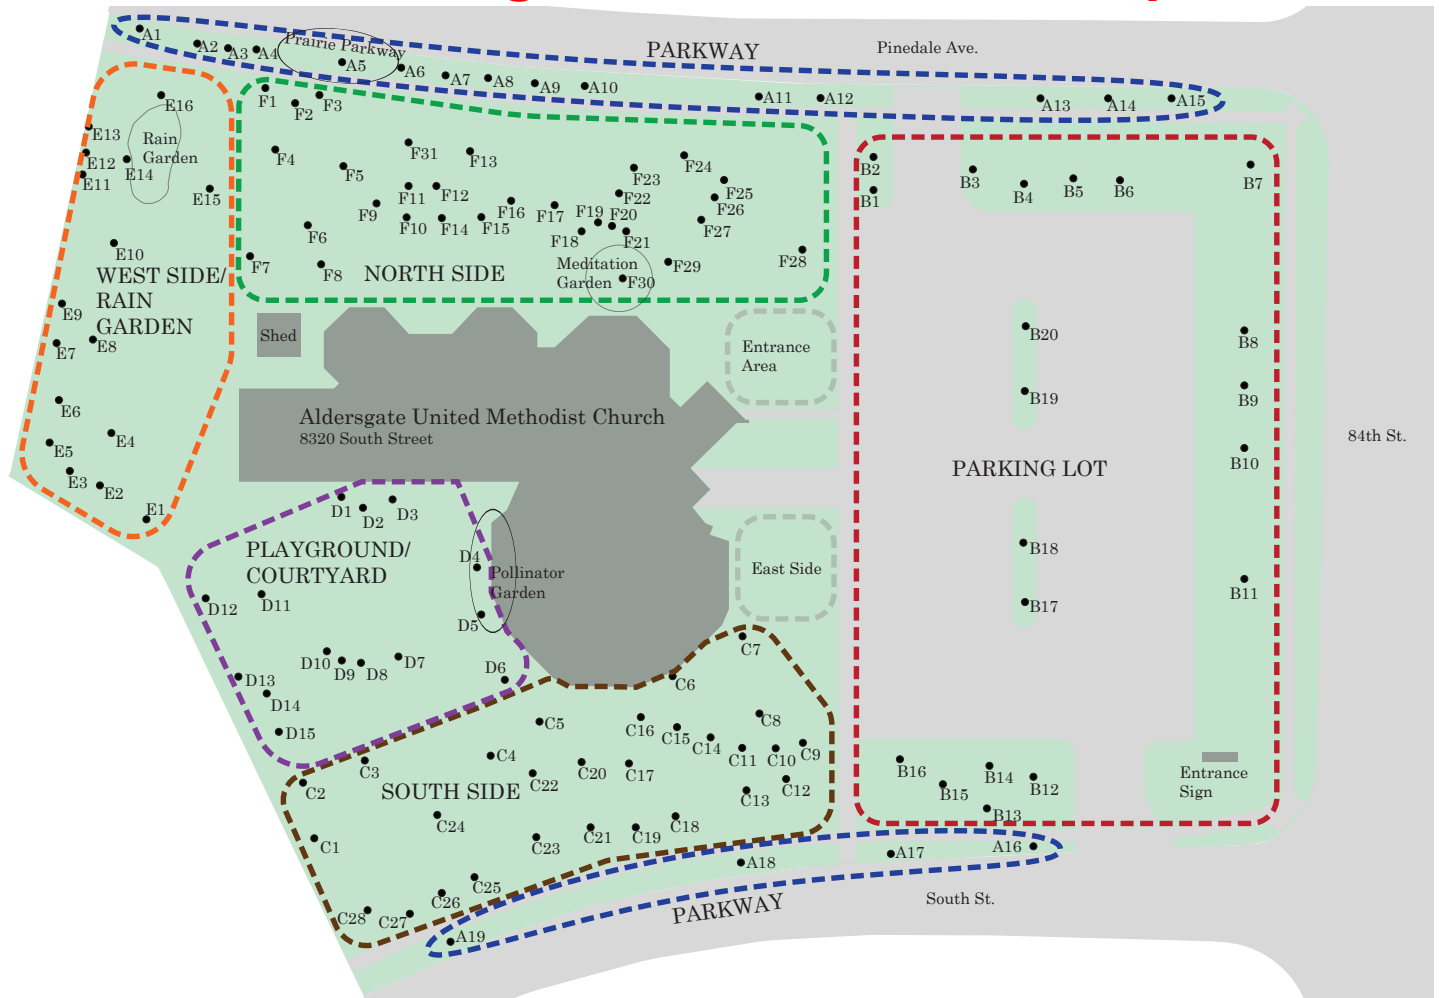 A1
A2
A3
A4
Prairie Parkway
A5
A6
A7
A8
A9
A10
PARKWAY
Pinedale Ave.
A11
A12
A13
A14
A15
E16
E13
Rain
Garden
E12
E14
E11
E15
E10
WEST SIDE/
RAIN
GARDEN
E9
E7
E8
E6
E4
E5
E3
E2
E1
F1
F2
F3
F4
F5
F31
F13
F11
F12
F9
F10
F14
F15
F16
F17
F18
F19
F20
F21
F22
F23
F24
F25
F26
F27
F28
F29
F6
F7
F8
NORTH SIDE
Meditation
Garden
F30
Shed
Entrance
Area
Aldersgate United Methodist Church
8320 South Street
B2
B1
B3
B4
B5
B6
B7
B20
B19
B8
B9
B10
PARKING LOT
84th St.
B18
B17
B11
B16
B15
B14
B13
B12
Entrance
Sign
East Side
D1
D2
D3
PLAYGROUND/
COURTYARD
D4
Pollinator
Garden
D5
D12
D11
D10
D9
D8
D7
D6
D13
D14
D15
C7
C6
C5
C16
C15
C14
C8
C11
C10
C9
C3
C4
C2
SOUTH SIDE
C22
C20
C17
C13
C12
C24
C1
C23
C21
C19
C18
C25
C26
C28
C27
A18
A17
A16
A19
PARKWAY
South St.